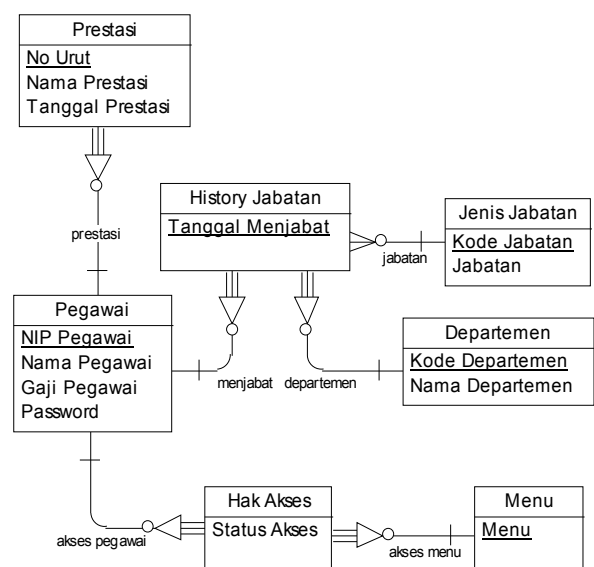 Prestasi
No Urut
Nama Prestasi
Tanggal Prestasi
prestasi
History Jabatan
Tanggal Menjabat
jabatan
Jenis Jabatan
Kode Jabatan
Jabatan
Pegawai
NIP Pegawai
Nama Pegawai
Gaji Pegawai
Password
menjabat
departemen
Departemen
Kode Departemen
Nama Departemen
akses pegawai
Hak Akses
Status Akses
akses menu
Menu
Menu